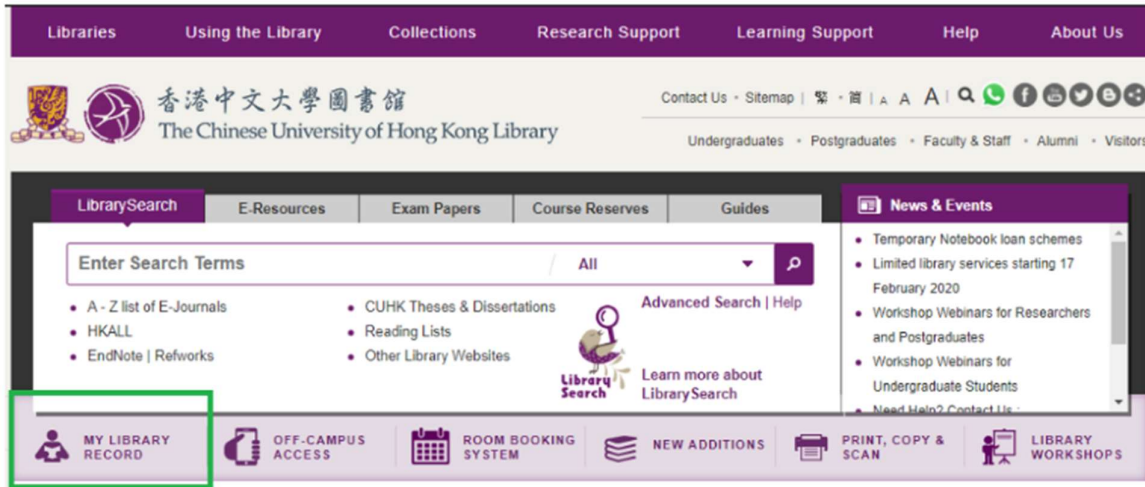 Libraries Using the Library Collections Research Support Learning Support Help About Us
香港中文大學圖書館
The Chinese University of Hong Kong Library
Contact Us • Sitemap | 繁 • 简 | A A A |
Undergraduates • Postgraduates • Faculty & Staff • Alumni • Visitors
LibrarySearch E-Resources Exam Papers Course Reserves Guides
Enter Search Terms All
• A - Z list of E-Journals
• HKALL
• EndNote | Refworks
• CUHK Theses & Dissertations
• Reading Lists
• Other Library Websites
Library
Search
Advanced Search | Help
Learn more about
LibrarySearch
News & Events
• Temporary Notebook loan schemes
• Limited library services starting 17
February 2020
• Workshop Webinars for Researchers
and Postgraduates
• Workshop Webinars for
Undergraduate Students
• Need Help? Contact Us :
MY LIBRARY
RECORD
OFF-CAMPUS
ACCESS
ROOM BOOKING
SYSTEM
NEW ADDITIONS
PRINT, COPY &
SCAN
LIBRARY
WORKSHOPS